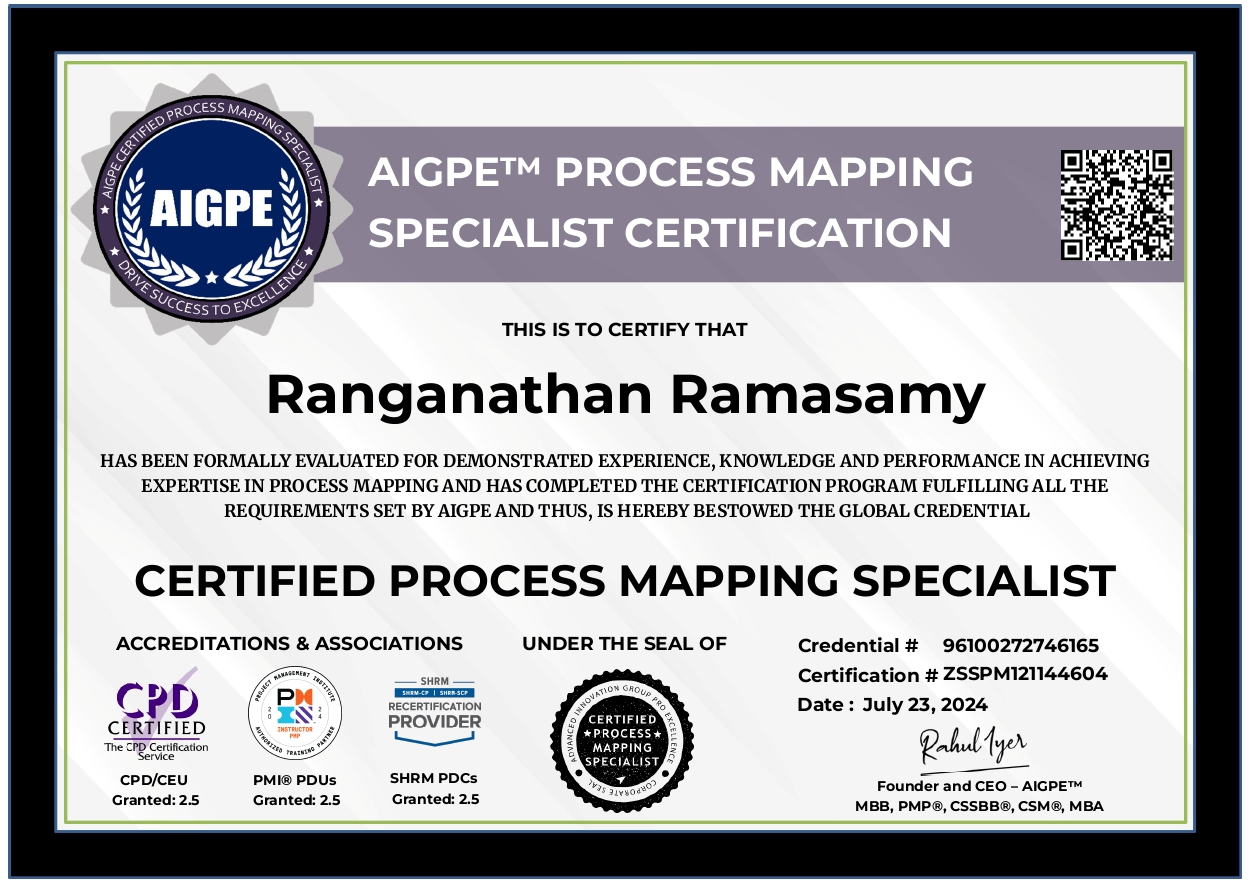 AIGPE CERTIFIED PROCESS MAPPING SPECIALIST
AIGPE
DRIVE SUCCESS TO EXCELLENCE
AIGPE™ PROCESS MAPPING
SPECIALIST CERTIFICATION
THIS IS TO CERTIFY THAT
Ranganathan Ramasamy
HAS BEEN FORMALLY EVALUATED FOR DEMONSTRATED EXPERIENCE, KNOWLEDGE AND PERFORMANCE IN ACHIEVING
EXPERTISE IN PROCESS MAPPING AND HAS COMPLETED THE CERTIFICATION PROGRAM FULFILLING ALL THE
REQUIREMENTS SET BY AIGPE AND THUS, IS HEREBY BESTOWED THE GLOBAL CREDENTIAL
CERTIFIED PROCESS MAPPING SPECIALIST
ACCREDITATIONS & ASSOCIATIONS
CPD
CERTIFIED
The CPD Certification
Service
CPD/CEU
Granted: 2.5
PROJECT MANAGEMENT INSTITUTE
20 24
INSTRUCTOR
PMP
AUTHORIZED TRAINING PARTNER
PMI® PDUs
Granted: 2.5
SHRM
SHRM-CP | SHRM-SCP
RECERTIFICATION
PROVIDER
SHRM PDCs
Granted: 2.5
UNDER THE SEAL OF
ADVANCED INNOVATION GROUP PRO EXCELLENCE
CERTIFIED
PROCESS
MAPPING
SPECIALIST
CORPORATE SEAL
Credential # 96100272746165
Certification # ZSSPM121144604
Date : July 23, 2024
Rahul Iyer
Founder and CEO – AIGPE™
MBB, PMP®, CSSBB®, CSM®, MBA